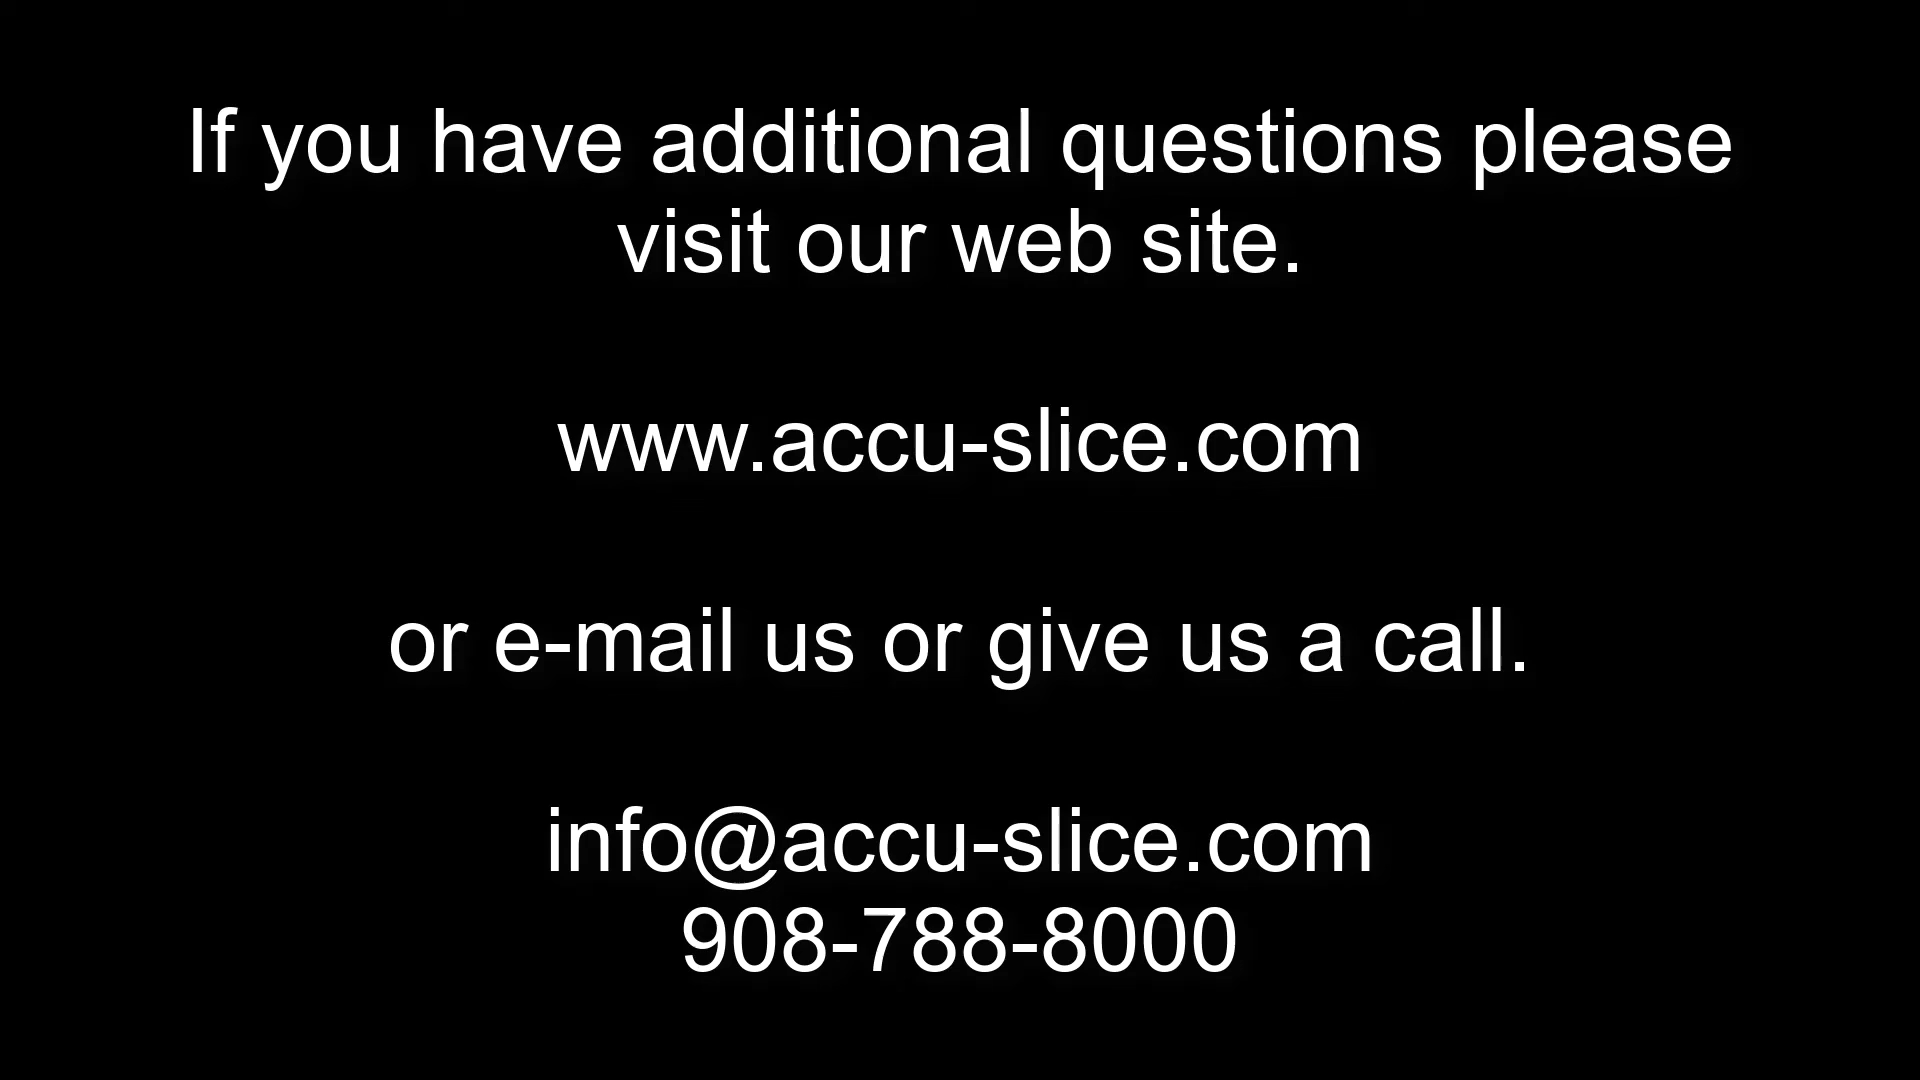 If you have additional questions please
visit our web site.
www.accu-slice.com
or e-mail us or give us a call.
info@accu-slice.com
908-788-8000